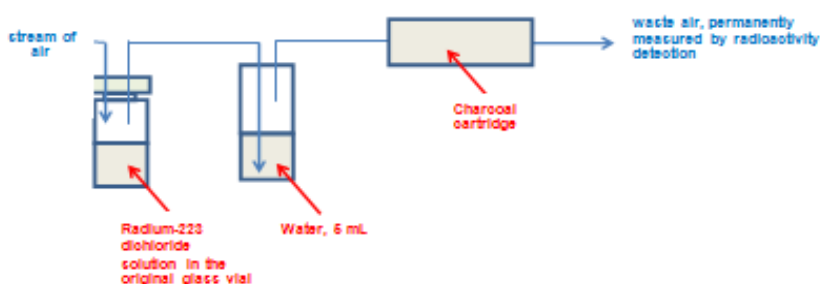 stream of
air
waste air, permanently
measured by radioactivity
detection
Charcoal
cartridge
Radium-223
dichloride
solution in the
original glass vial
Water, 5 mL